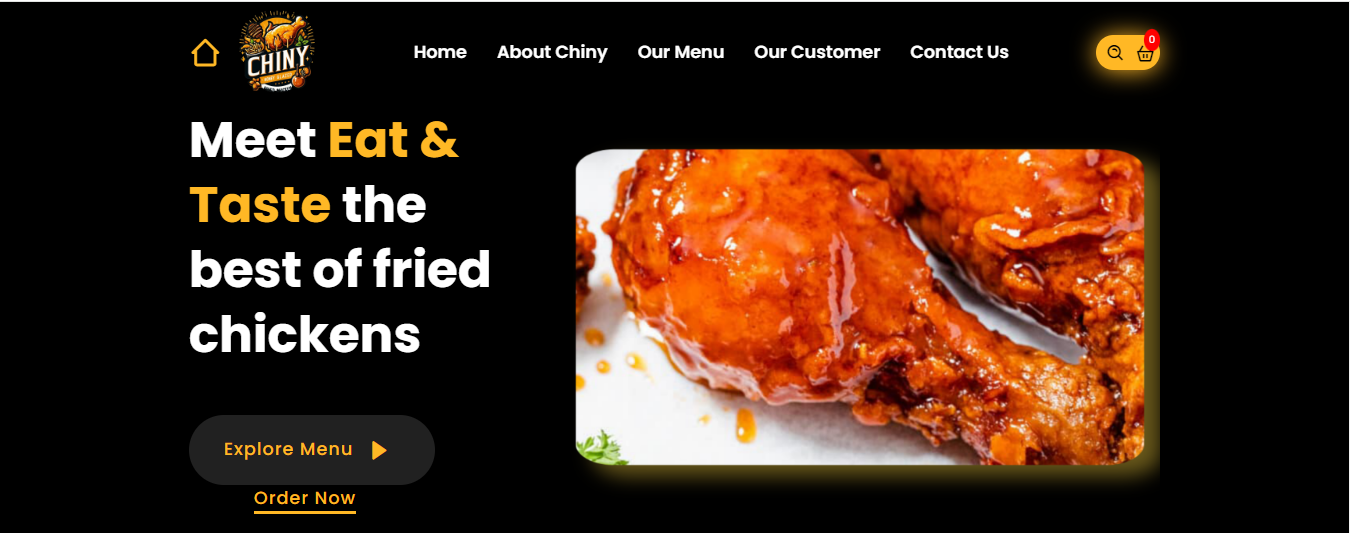 CHINY
Home
About Chiny
Our Menu
Our Customer
Contact Us
0
Meet Eat &
Taste the
best of fried
chickens
Explore Menu
Order Now